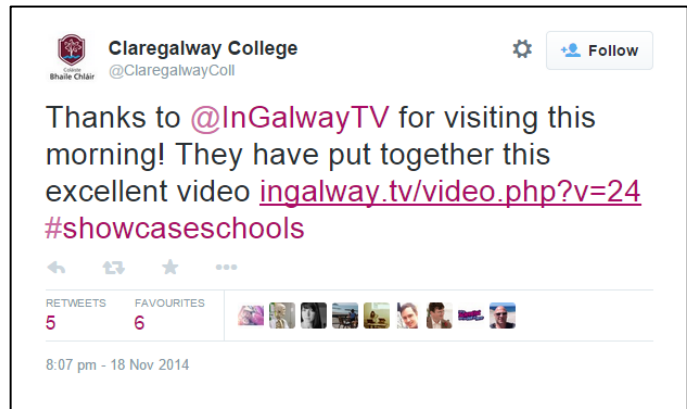 Claregalway College
@ClaregalwayColl
Coláiste
Bhaile Chláir
Follow
Thanks to @InGalwayTV for visiting this
morning! They have put together this
excellent video ingalway.tv/video.php?v=24
#showcaseschools
RETWEETS FAVOURITES
5 6
8:07 pm - 18 Nov 2014